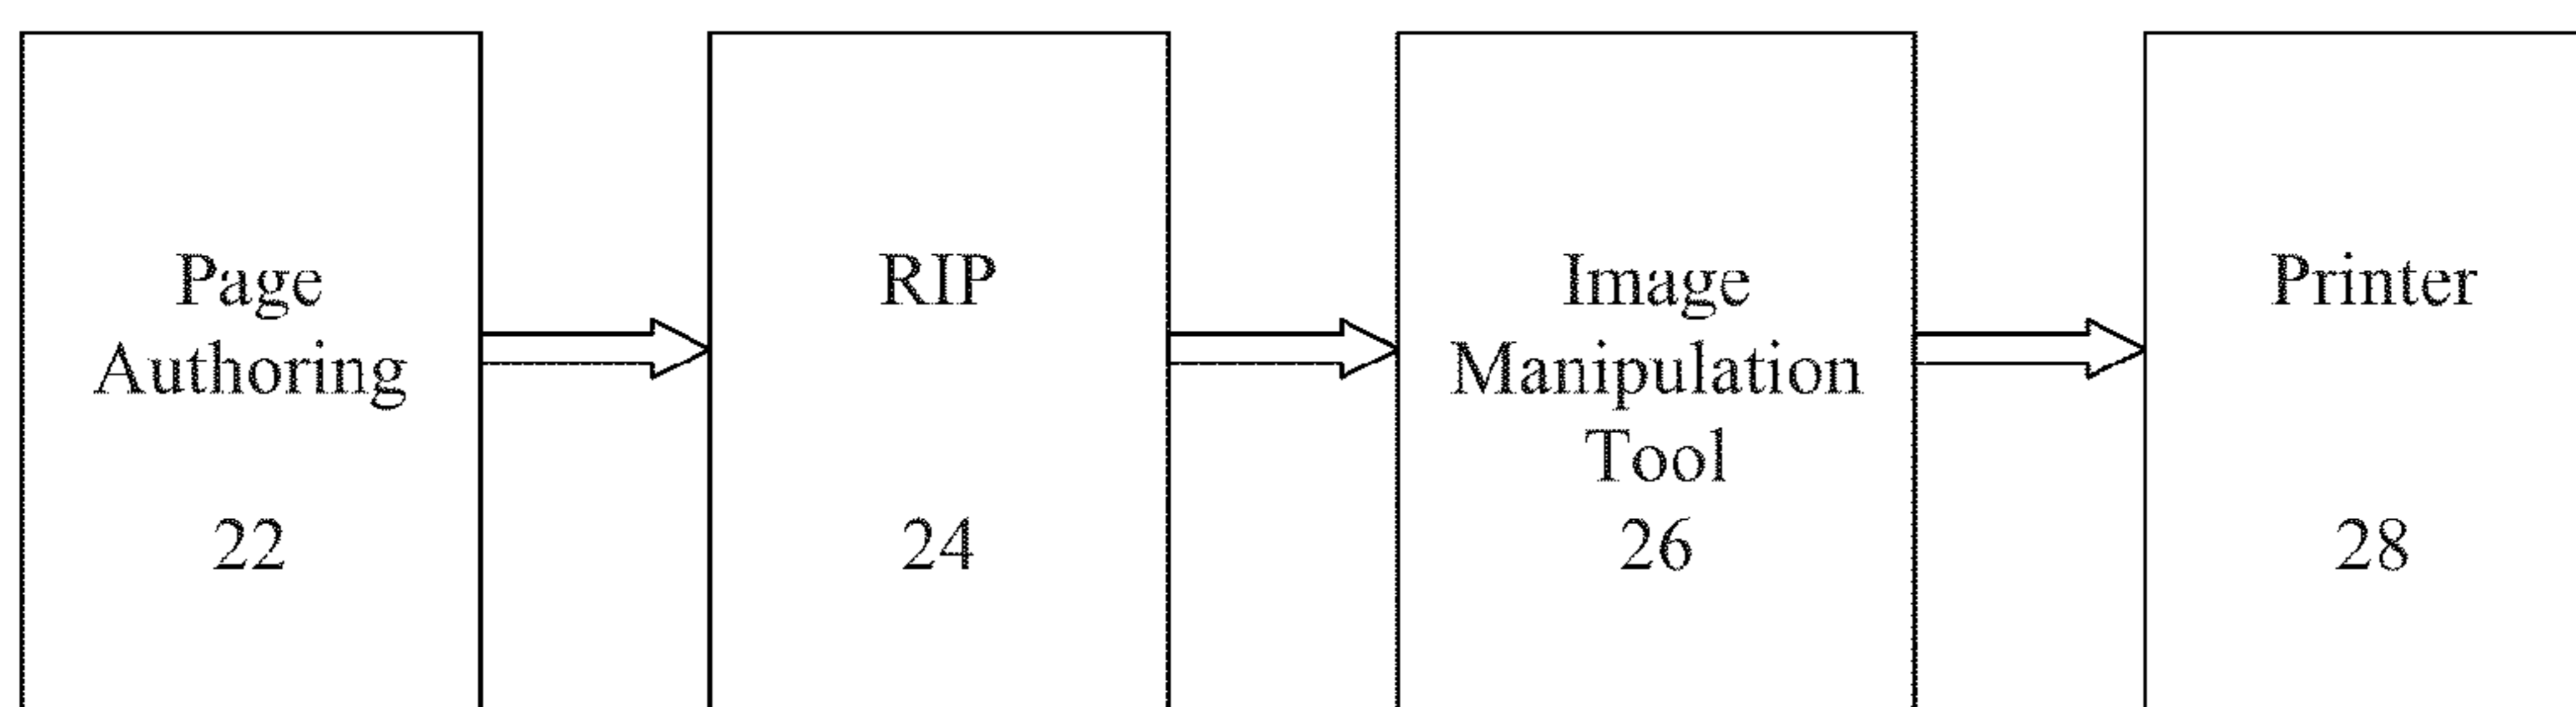 Page
Authoring
22
RIP
24
Image
Manipulation
Tool
26
Printer
28